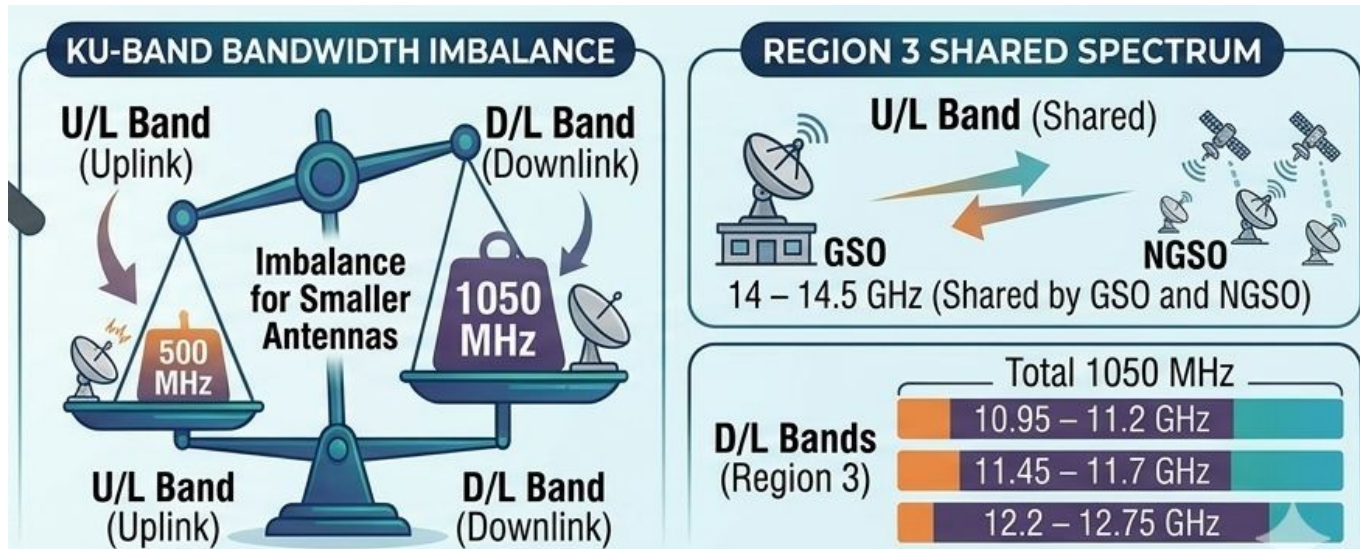 KU-BAND BANDWIDTH IMBALANCE
U/L Band
(Uplink)
D/L Band
(Downlink)
Imbalance
for Smaller
Antennas
500
MHz
1050
MHz
U/L Band
(Uplink)
D/L Band
(Downlink)
REGION 3 SHARED SPECTRUM
U/L Band (Shared)
GSO
NGSO
14 – 14.5 GHz (Shared by GSO and NGSO)
Total 1050 MHz
D/L Bands
(Region 3)
10.95 – 11.2 GHz
11.45 – 11.7 GHz
12.2 – 12.75 GHz